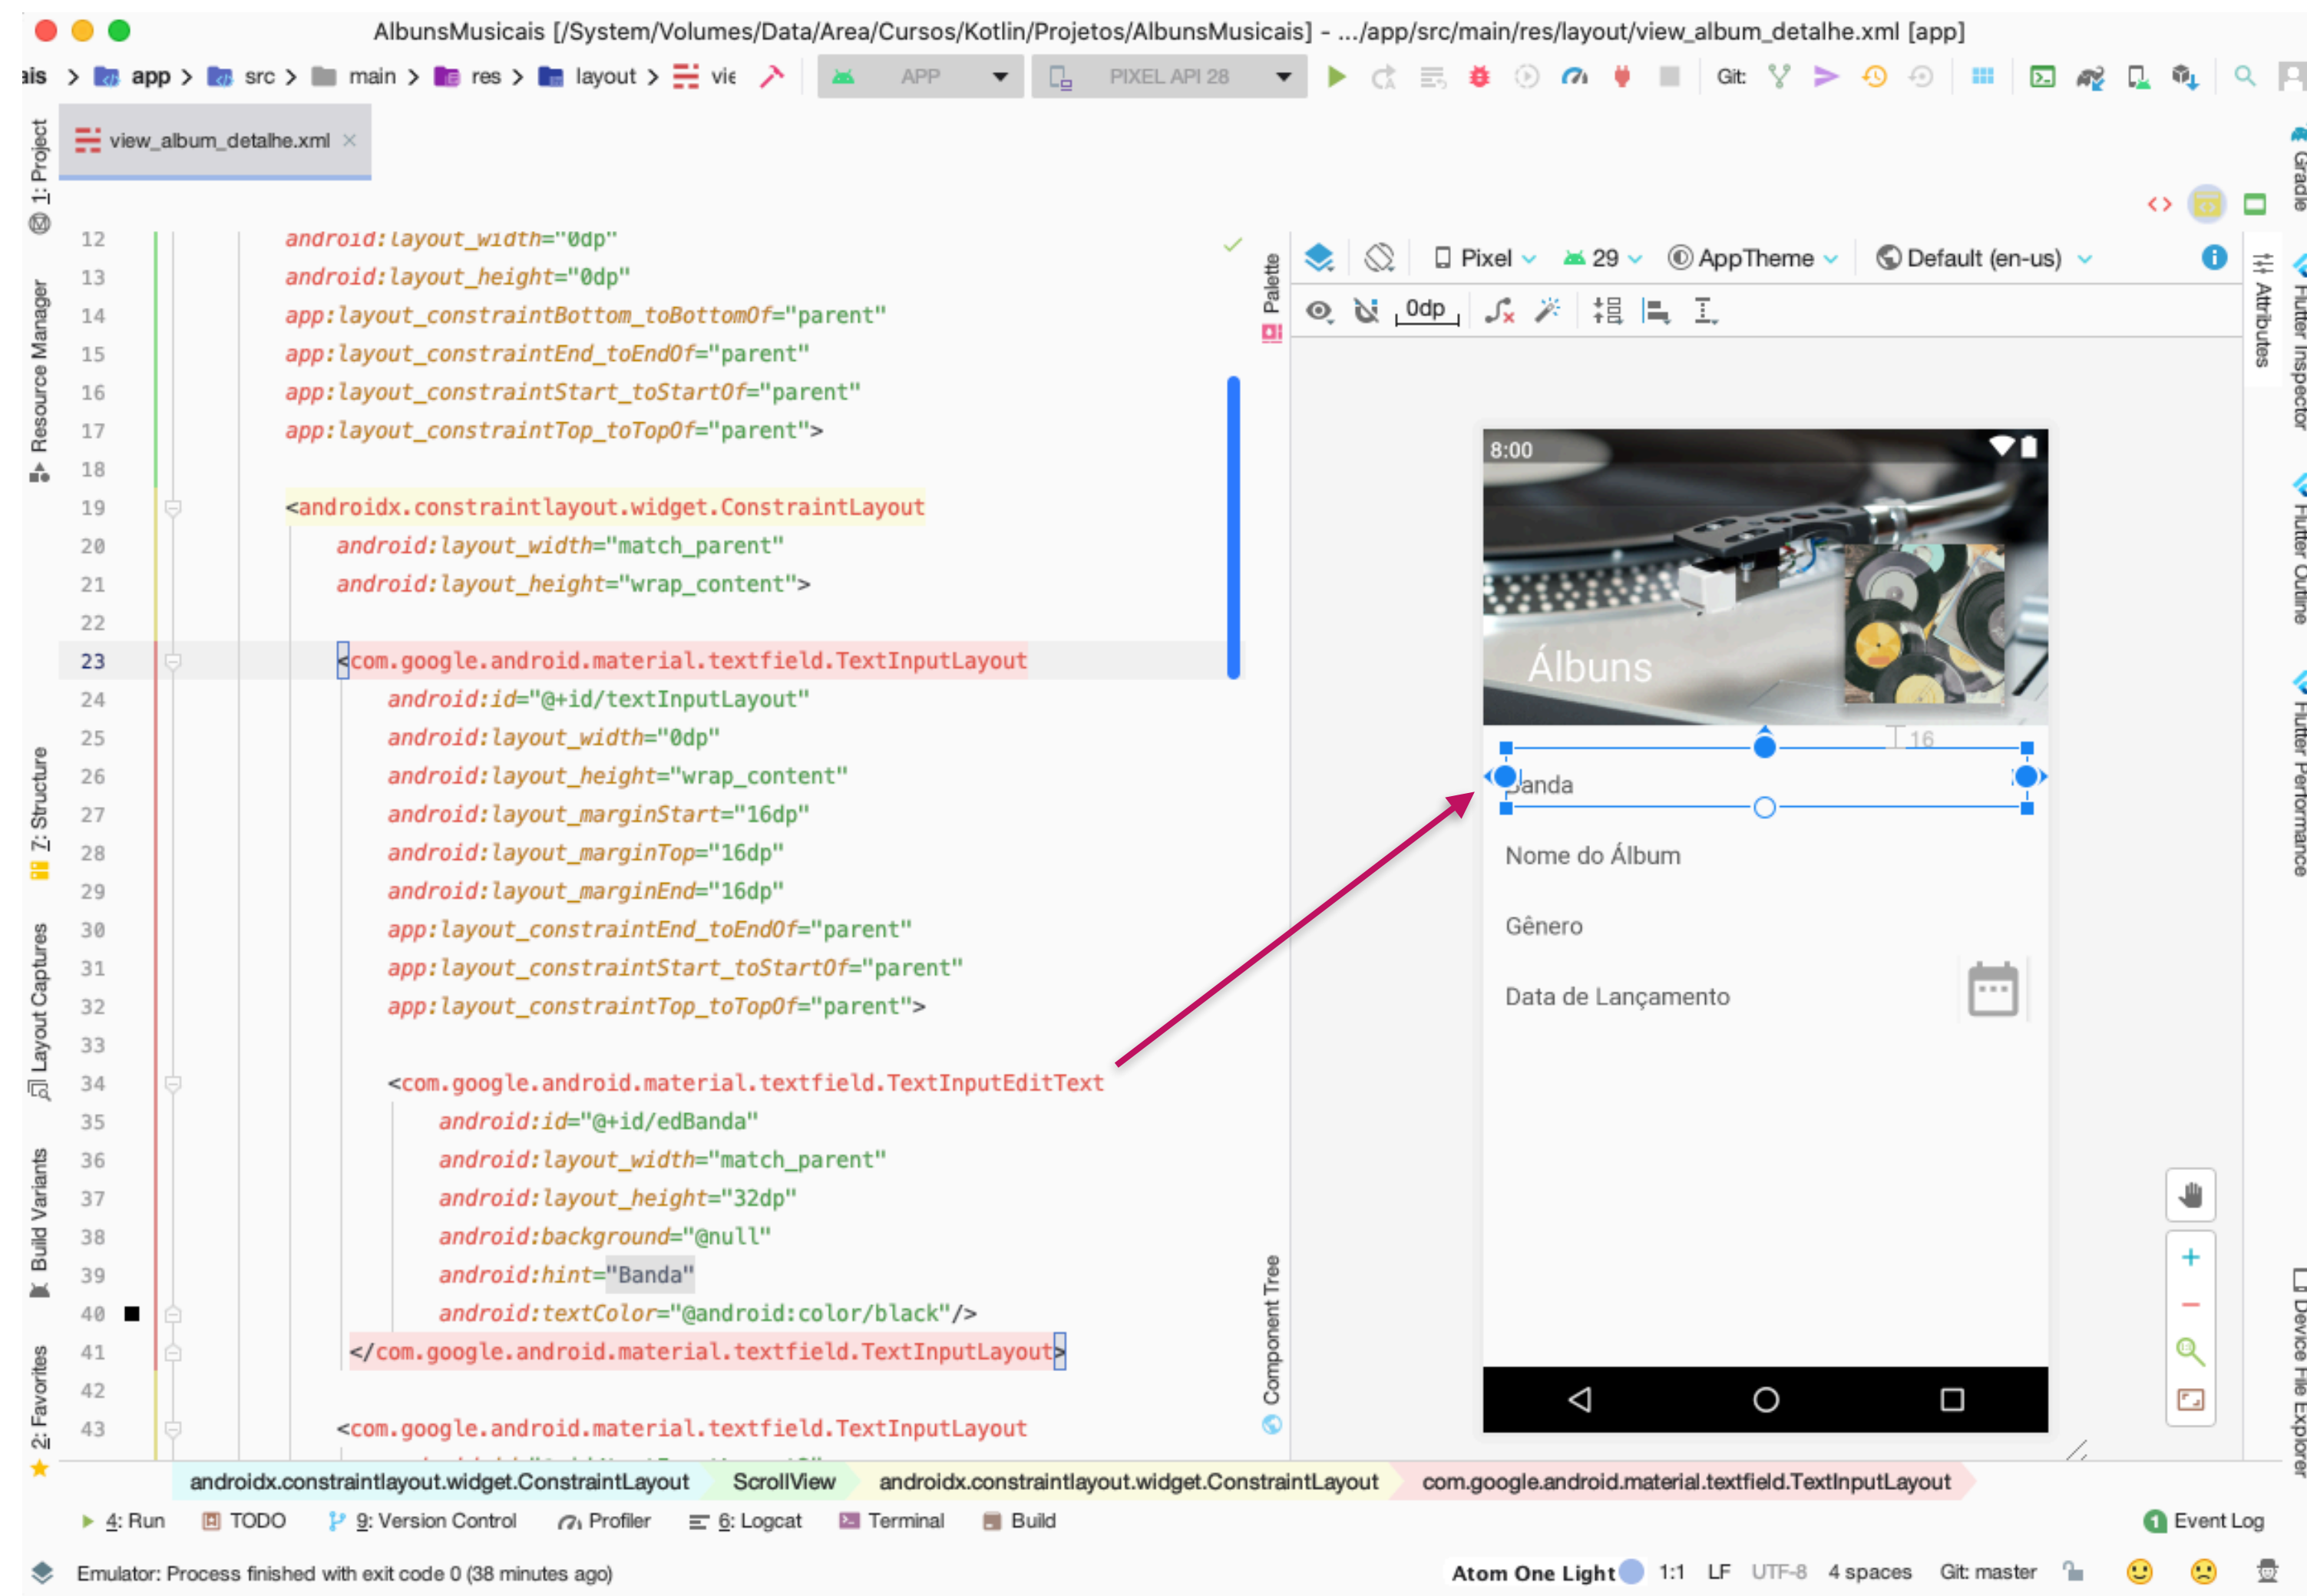 AlbunsMusicais [/System/Volumes/Data/Area/Cursos/Kotlin/Projetos/AlbunsMusicais] - .../app/src/main/res/layout/view_album_detalhe.xml [app]
ais > app > src > main > res > layout > vie APP PIXEL API 28 Git:
view_album_detalhe.xml
1: Project
Resource Manager
7: Structure
Layout Captures
Build Variants
2: Favorites
12 android:layout_width="0dp"
13 android:layout_height="0dp"
14 app:layout_constraintBottom_toBottomOf="parent"
15 app:layout_constraintEnd_toEndOf="parent"
16 app:layout_constraintStart_toStartOf="parent"
17 app:layout_constraintTop_toTopOf="parent">
18
19 <androidx.constraintlayout.widget.ConstraintLayout
20 android:layout_width="match_parent"
21 android:layout_height="wrap_content">
22
23 <com.google.android.material.textfield.TextInputLayout
24 android:id="@+id/textInputLayout"
25 android:layout_width="0dp"
26 android:layout_height="wrap_content"
27 android:layout_marginStart="16dp"
28 android:layout_marginTop="16dp"
29 android:layout_marginEnd="16dp"
30 app:layout_constraintEnd_toEndOf="parent"
31 app:layout_constraintStart_toStartOf="parent"
32 app:layout_constraintTop_toTopOf="parent">
33
34 <com.google.android.material.textfield.TextInputEditText
35 android:id="@+id/edBanda"
36 android:layout_width="match_parent"
37 android:layout_height="32dp"
38 android:background="@null"
39 android:hint="Banda"
40 android:textColor="@android:color/black"/>
41 </com.google.android.material.textfield.TextInputLayout>
42
43 <com.google.android.material.textfield.TextInputLayout
Palette
Component Tree
Pixel 29 AppTheme Default (en-us)
0dp
8:00
Álbuns
16
Banda
Nome do Álbum
Gênero
Data de Lançamento
Attributes
Gradle
Flutter Inspector
Flutter Outline
Flutter Performance
Device File Explorer
androidx.constraintlayout.widget.ConstraintLayout ScrollView androidx.constraintlayout.widget.ConstraintLayout com.google.android.material.textfield.TextInputLayout
4: Run TODO 9: Version Control Profiler 6: Logcat Terminal Build 1 Event Log
Emulator: Process finished with exit code 0 (38 minutes ago) Atom One Light 1:1 LF UTF-8 4 spaces Git: master